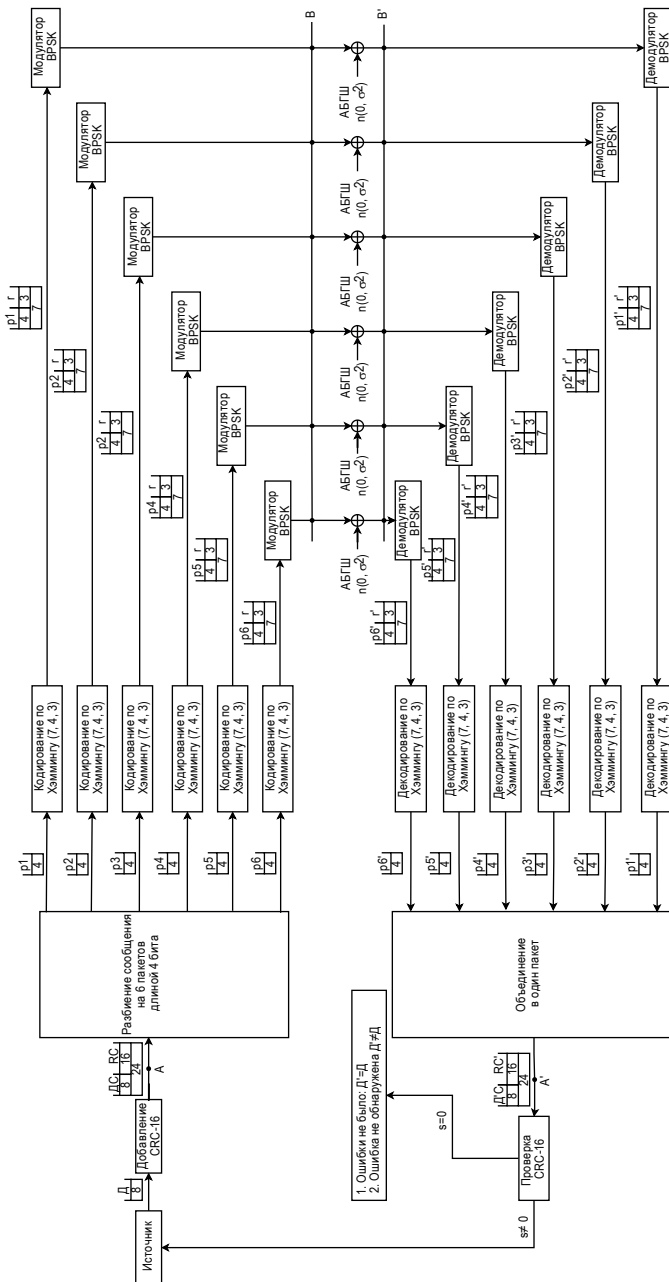 Источник
Д
8
Добавление
CRC-16
ДC RC
8 16
24
A
Разбиение сообщения
на 6 пакетов
длиной 4 бита
p1
4
p2
4
p3
4
p4
4
p5
4
p6
4
Кодирование по
Хэммингу (7, 4, 3)
Кодирование по
Хэммингу (7, 4, 3)
Кодирование по
Хэммингу (7, 4, 3)
Кодирование по
Хэммингу (7, 4, 3)
Кодирование по
Хэммингу (7, 4, 3)
Кодирование по
Хэммингу (7, 4, 3)
p1 r
4 3
7
p2 r
4 3
7
p2 r
4 3
7
p4 r
4 3
7
p5 r
4 3
7
p6 r
4 3
7
Модулятор
BPSK
Модулятор
BPSK
Модулятор
BPSK
Модулятор
BPSK
Модулятор
BPSK
Модулятор
BPSK
B
АБГШ
n(0, σ²)
АБГШ
n(0, σ²)
АБГШ
n(0, σ²)
АБГШ
n(0, σ²)
АБГШ
n(0, σ²)
АБГШ
n(0, σ²)
B'
Демодулятор
BPSK
Демодулятор
BPSK
Демодулятор
BPSK
Демодулятор
BPSK
Демодулятор
BPSK
Демодулятор
BPSK
p6' r'
4 3
7
p5' r'
4 3
7
p4' r'
4 3
7
p3' r'
4 3
7
p2' r'
4 3
7
p1' r'
4 3
7
Декодирование по
Хэммингу (7, 4, 3)
Декодирование по
Хэммингу (7, 4, 3)
Декодирование по
Хэммингу (7, 4, 3)
Декодирование по
Хэммингу (7, 4, 3)
Декодирование по
Хэммингу (7, 4, 3)
Декодирование по
Хэммингу (7, 4, 3)
p6'
4
p5'
4
p4'
4
p3'
4
p2'
4
p1'
4
Объединение
в один пакет
Д'C RC'
8 16
24
A'
Проверка
CRC-16
s=0
s≠ 0
1. Ошибки не было: Д'=Д
2. Ошибка не обнаружена Д'≠Д